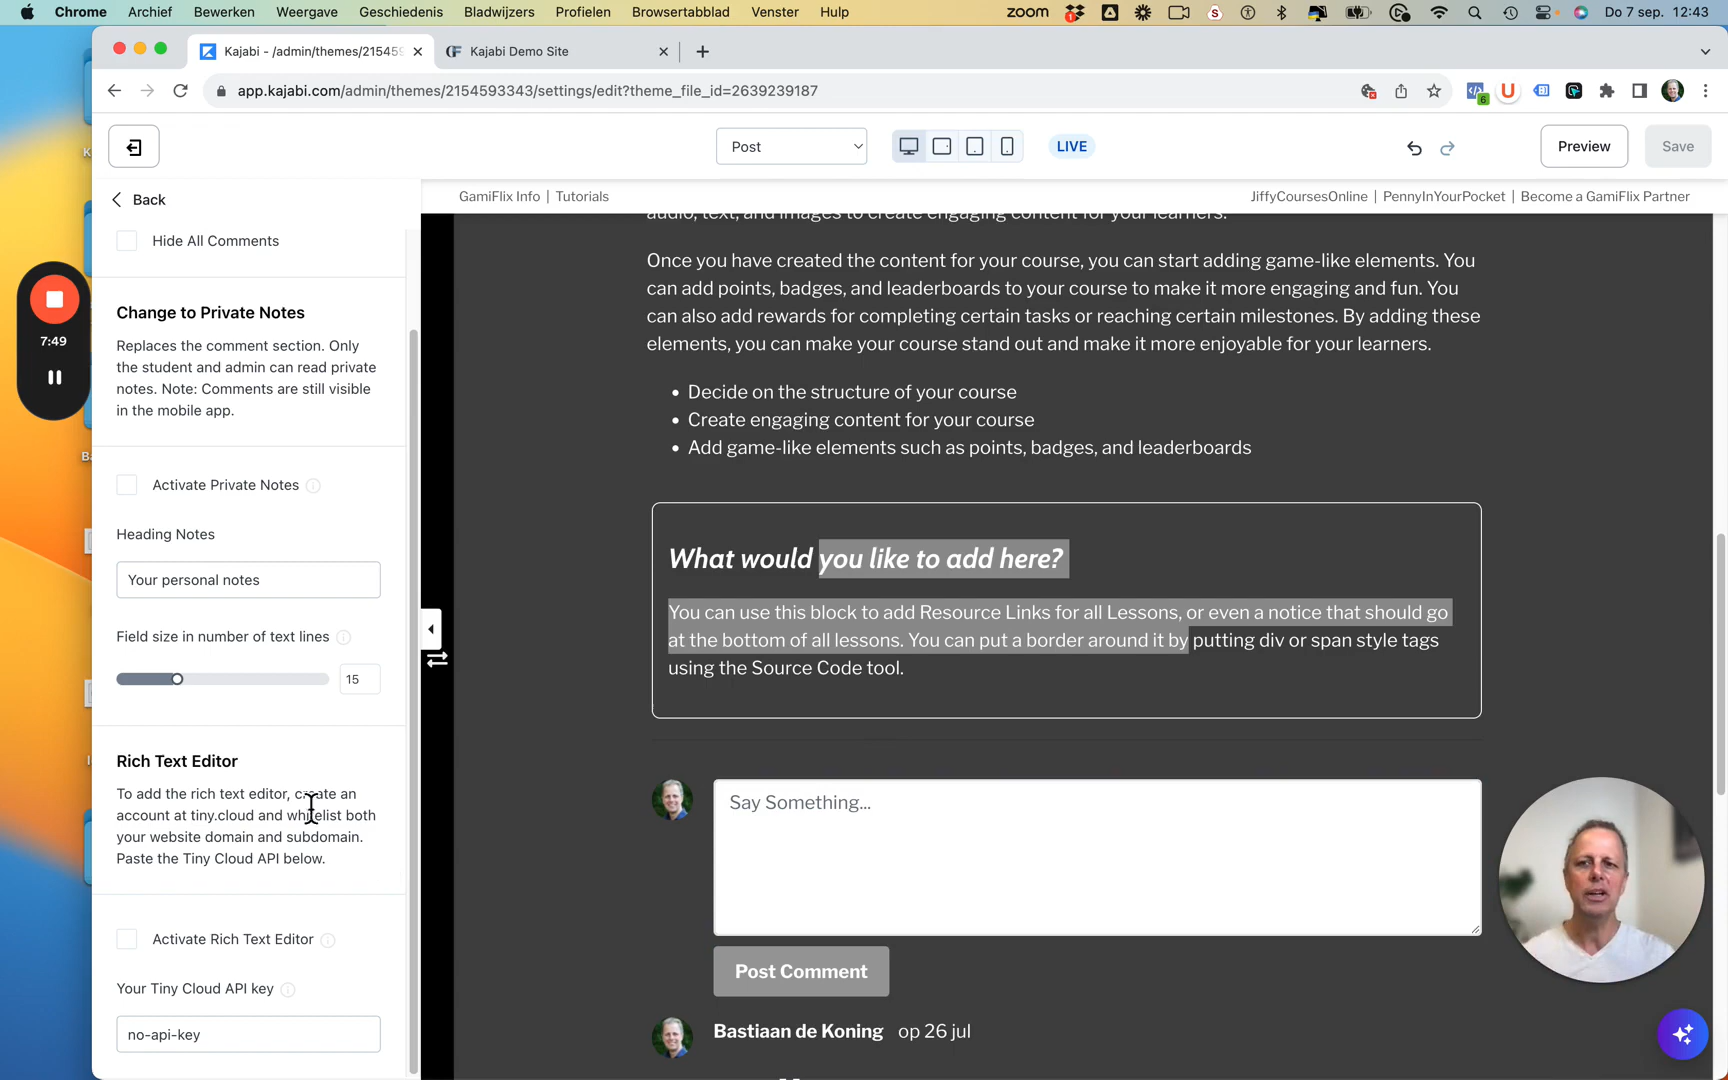 Chrome Archief Bewerken Weergave Geschiedenis Bladwijzers Profielen Browsertabblad Venster Hulp zoom 1 Do 7 sep. 12:43
Kajabi - /admin/themes/21545
Kajabi Demo Site
app.kajabi.com/admin/themes/2154593343/settings/edit?theme_file_id=2639239187
6
Post
LIVE
Preview
Save
Back
GamiFlix Info | Tutorials
JiffyCoursesOnline | PennyInYourPocket | Become a GamiFlix Partner
Hide All Comments
Change to Private Notes
Replaces the comment section. Only
the student and admin can read private
notes. Note: Comments are still visible
in the mobile app.
Activate Private Notes
Heading Notes
Your personal notes
Field size in number of text lines
15
Rich Text Editor
To add the rich text editor, create an
account at tiny.cloud and whitelist both
your website domain and subdomain.
Paste the Tiny Cloud API below.
Activate Rich Text Editor
Your Tiny Cloud API key
no-api-key
7:49
audio, text, and images to create engaging content for your learners.
Once you have created the content for your course, you can start adding game-like elements. You
can add points, badges, and leaderboards to your course to make it more engaging and fun. You
can also add rewards for completing certain tasks or reaching certain milestones. By adding these
elements, you can make your course stand out and make it more enjoyable for your learners.
• Decide on the structure of your course
• Create engaging content for your course
• Add game-like elements such as points, badges, and leaderboards
What would you like to add here?
You can use this block to add Resource Links for all Lessons, or even a notice that should go
at the bottom of all lessons. You can put a border around it by putting div or span style tags
using the Source Code tool.
Say Something...
Post Comment
Bastiaan de Koning op 26 jul